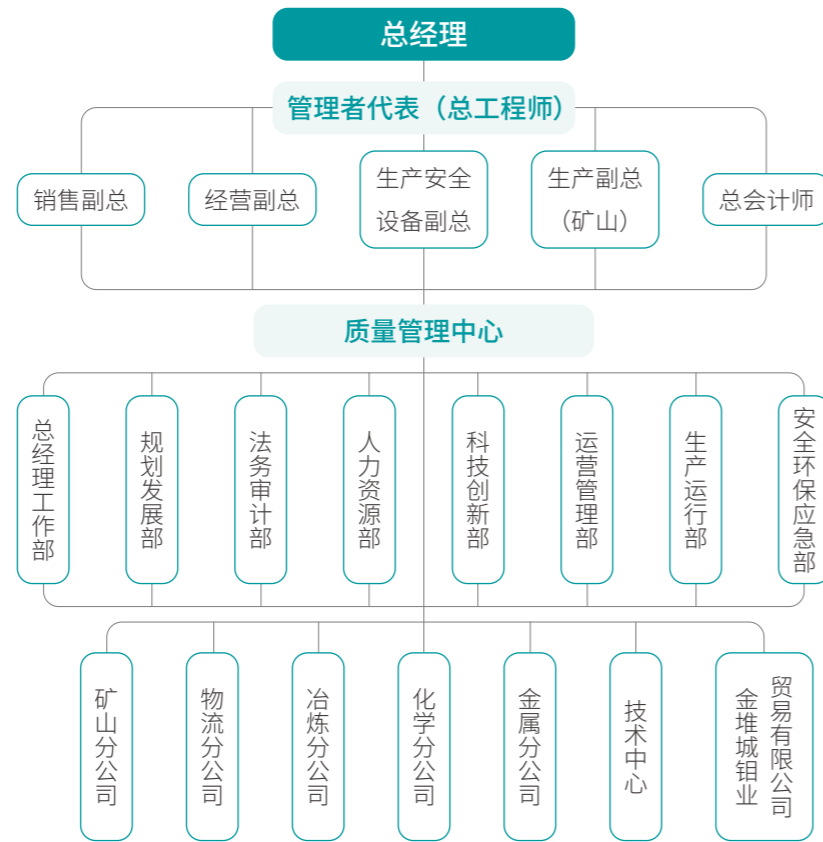 总经理
管理者代表（总工程师）
销售副总
经营副总
生产安全
设备副总
生产副总
（矿山）
总会计师
质量管理中心
总经理工作部
规划发展部
法务审计部
人力资源部
科技创新部
运营管理部
生产运行部
安全环保应急部
矿山分公司
物流分公司
冶炼分公司
化学分公司
金属分公司
技术中心
金堆城钼业
贸易有限公司